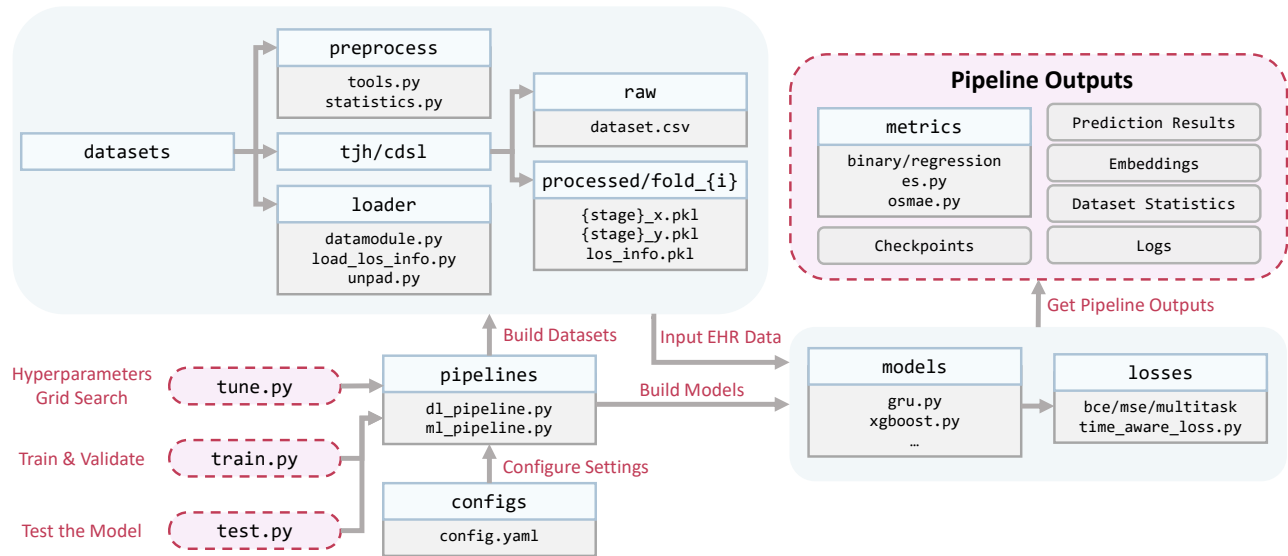 datasets
preprocess
tools.py
statistics.py
tjh/cdsl
loader
datamodule.py
load_los_info.py
unpad.py
raw
dataset.csv
processed/fold_{i}
{stage}_x.pkl
{stage}_y.pkl
los_info.pkl
Pipeline Outputs
metrics
binary/regression
es.py
osmae.py
Checkpoints
Prediction Results
Embeddings
Dataset Statistics
Logs
Build Datasets
Input EHR Data
Get Pipeline Outputs
Hyperparameters
Grid Search
tune.py
Train & Validate
train.py
Test the Model
test.py
pipelines
dl_pipeline.py
ml_pipeline.py
Build Models
Configure Settings
configs
config.yaml
models
gru.py
xgboost.py
…
losses
bce/mse/multitask
time_aware_loss.py